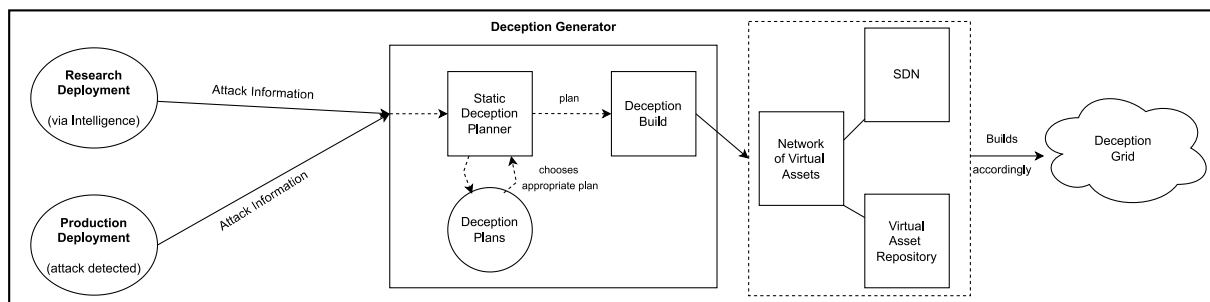 Deception Generator
Research
Deployment
(via Intelligence)
Attack Information
Production
Deployment
(attack detected)
Attack Information
Static
Deception
Planner
plan
Deception
Build
chooses
appropriate plan
Deception
Plans
SDN
Network
of Virtual
Assets
Virtual
Asset
Repository
Builds
accordingly
Deception
Grid